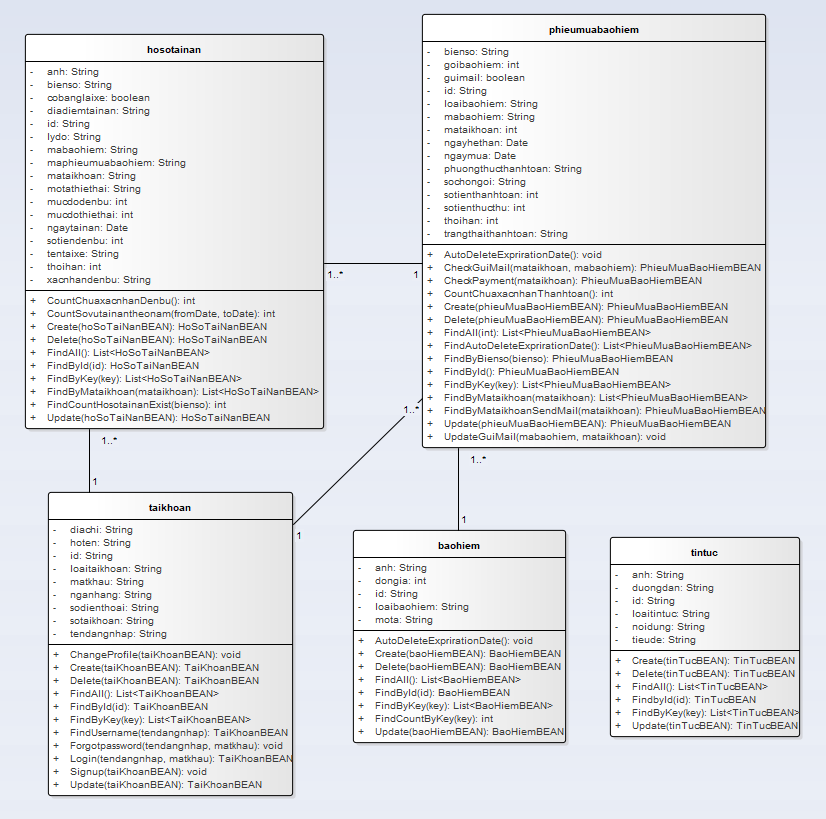 hosotainan
- anh: String
- bienso: String
- cobanglaixe: boolean
- diadiemtainan: String
- id: String
- lydo: String
- mabaohiem: String
- maphieumuabaohiem: String
- mataikhoan: String
- motathiethai: String
- mucdodenbu: int
- mucdothiethai: int
- ngaytainan: Date
- sotiendenbu: int
- tentaixe: String
- thoihan: int
- xacnhandenbu: String
+ CountChuaxacnhanDenbu(): int
+ CountSovutainantheonam(fromDate, toDate): int
+ Create(hoSoTaiNanBEAN): HoSoTaiNanBEAN
+ Delete(hoSoTaiNanBEAN): HoSoTaiNanBEAN
+ FindAll(): List<HoSoTaiNanBEAN>
+ FindById(id): HoSoTaiNanBEAN
+ FindByKey(key): List<HoSoTaiNanBEAN>
+ FindByMataikhoan(mataikhoan): List<HoSoTaiNanBEAN>
+ FindCountHosotainanExist(bienso): int
+ Update(hoSoTaiNanBEAN): HoSoTaiNanBEAN
phieumuabaohiem
- bienso: String
- goibaohiem: int
- guimail: boolean
- id: String
- loaibaohiem: String
- mabaohiem: String
- mataikhoan: int
- ngayhethan: Date
- ngaymua: Date
- phuongthucthanhtoan: String
- sochongoi: String
- sotienthanhtoan: int
- sotienthucthu: int
- thoihan: int
- trangthaithanhtoan: String
+ AutoDeleteExprirationDate(): void
+ CheckGuiMail(mataikhoan, mabaohiem): PhieuMuaBaoHiemBEAN
+ CheckPayment(mataikhoan): PhieuMuaBaoHiemBEAN
+ CountChuaxacnhanThanhtoan(): int
+ Create(phieuMuaBaoHiemBEAN): PhieuMuaBaoHiemBEAN
+ Delete(phieuMuaBaoHiemBEAN): PhieuMuaBaoHiemBEAN
+ FindAll(int): List<PhieuMuaBaoHiemBEAN>
+ FindAutoDeleteExprirationDate(): List<PhieuMuaBaoHiemBEAN>
+ FindByBienso(bienso): PhieuMuaBaoHiemBEAN
+ FindById(): PhieuMuaBaoHiemBEAN
+ FindByKey(key): List<PhieuMuaBaoHiemBEAN>
+ FindByMataikhoan(mataikhoan): List<PhieuMuaBaoHiemBEAN>
+ FindByMataikhoanSendMail(mataikhoan): PhieuMuaBaoHiemBEAN
+ Update(phieuMuaBaoHiemBEAN): PhieuMuaBaoHiemBEAN
+ UpdateGuiMail(mabaohiem, mataikhoan): void
1..*
1
1..*
1
1..*
1
1..*
1
taikhoan
- diachi: String
- hoten: String
- id: String
- loaitaikhoan: String
- matkhau: String
- nganhang: String
- sodienthoai: String
- sotaikhoan: String
- tendangnhap: String
+ ChangeProfile(taiKhoanBEAN): void
+ Create(taiKhoanBEAN): TaiKhoanBEAN
+ Delete(taiKhoanBEAN): TaiKhoanBEAN
+ FindAll(): List<TaiKhoanBEAN>
+ FindById(id): TaiKhoanBEAN
+ FindByKey(key): List<TaiKhoanBEAN>
+ FindUsername(tendangnhap): TaiKhoanBEAN
+ Forgotpassword(tendangnhap, matkhau): void
+ Login(tendangnhap, matkhau): TaiKhoanBEAN
+ Signup(taiKhoanBEAN): void
+ Update(taiKhoanBEAN): TaiKhoanBEAN
baohiem
- anh: String
- dongia: int
- id: String
- loaibaohiem: String
- mota: String
+ AutoDeleteExprirationDate(): void
+ Create(baoHiemBEAN): BaoHiemBEAN
+ Delete(baoHiemBEAN): BaoHiemBEAN
+ FindAll(): List<BaoHiemBEAN>
+ FindById(id): BaoHiemBEAN
+ FindByKey(key): List<BaoHiemBEAN>
+ FindCountByKey(key): int
+ Update(baoHiemBEAN): BaoHiemBEAN
tintuc
- anh: String
- duongdan: String
- id: String
- loaitintuc: String
- noidung: String
- tieude: String
+ Create(tinTucBEAN): TinTucBEAN
+ Delete(tinTucBEAN): TinTucBEAN
+ FindAll(): List<TinTucBEAN>
+ FindbyId(id): TinTucBEAN
+ FindByKey(key): List<TinTucBEAN>
+ Update(tinTucBEAN): TinTucBEAN